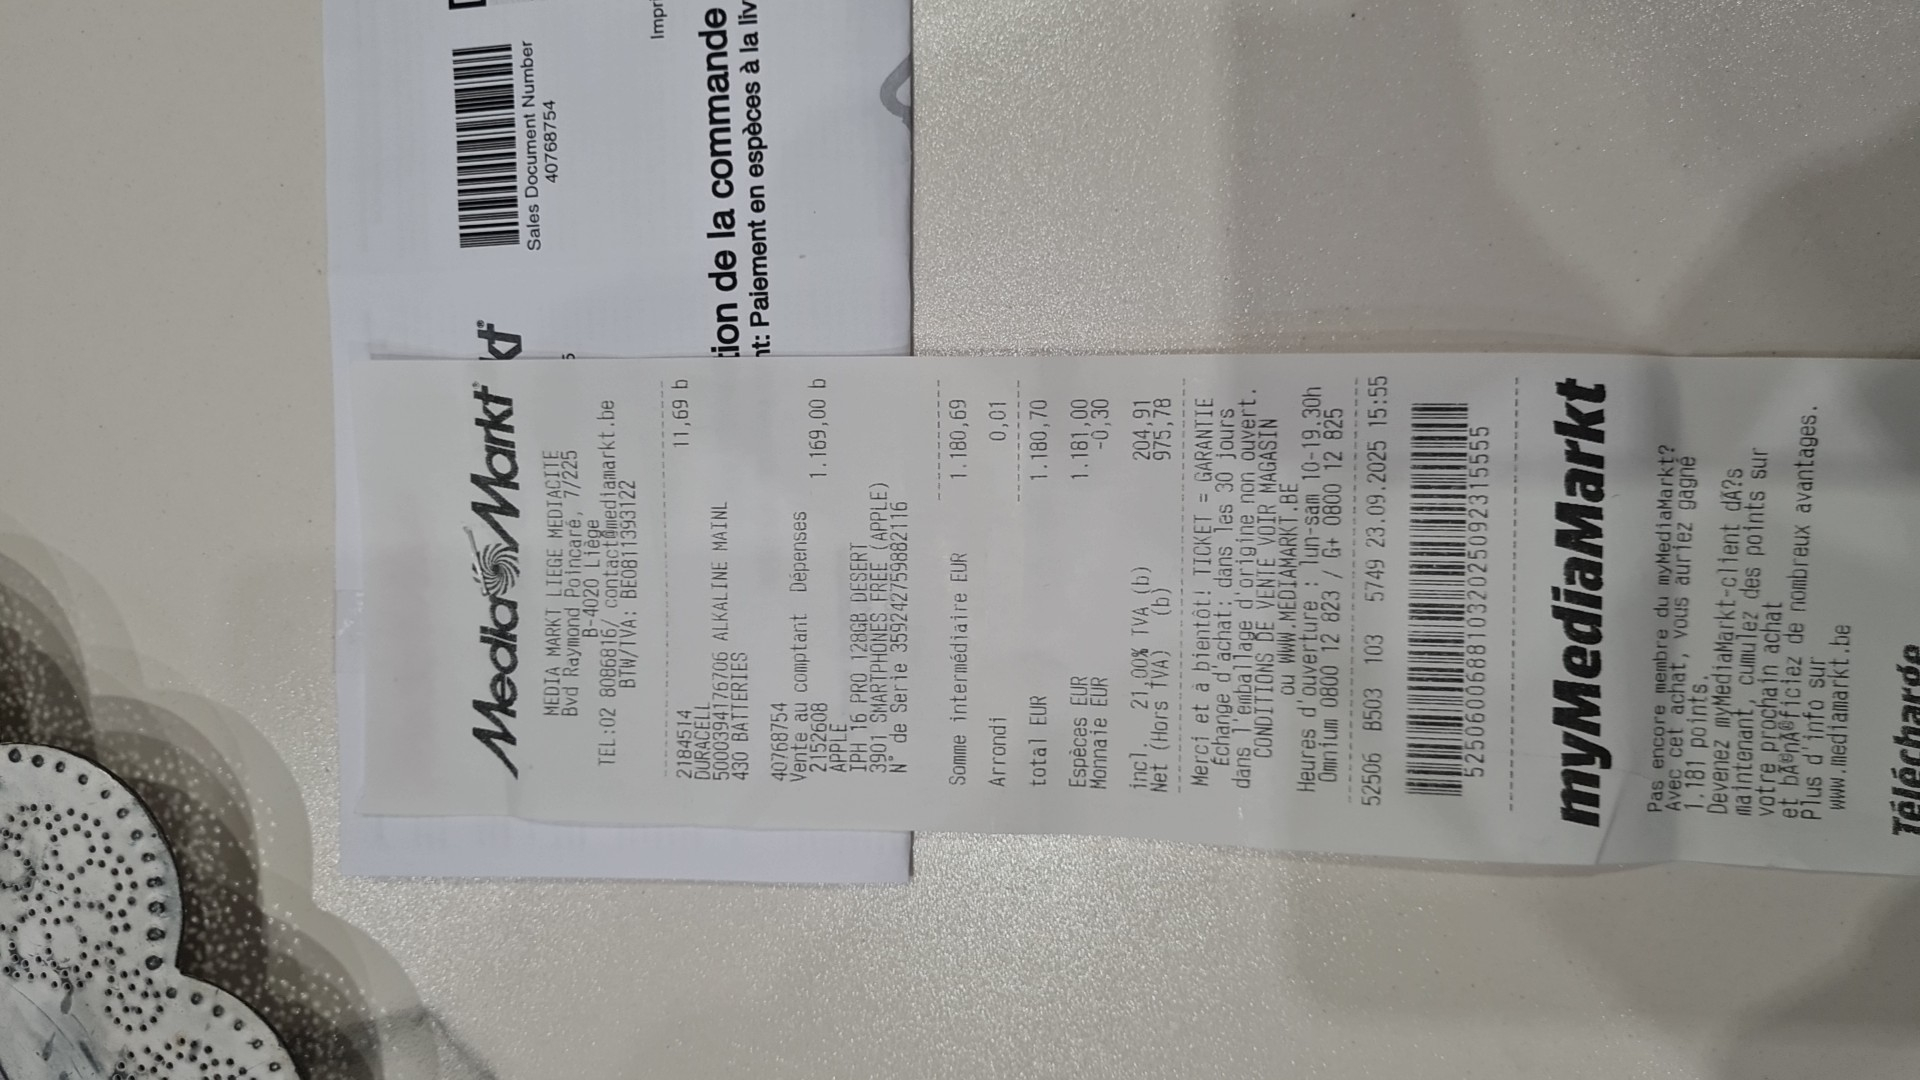 Impr
Sales Document Number
40768754
kt
5
tion de la commande
nt: Paiement en espèces à la liv
MediaMarkt
MEDIA MARKT LIEGE MEDIACITE
Bvd Raymond Poincaré, 7/225
B-4020 Liège
TEL:02 8086816/ contact@mediamarkt.be
BTW/TVA: BE0811393122
2184514 11,69 b
DURACELL
5000394176706 ALKALINE MAINL
430 BATTERIES
40768754
Vente au comptant Dépenses
2152608 1.169,00 b
APPLE
IPH 16 PRO 128GB DESERT
3901 SMARTPHONES FREE (APPLE)
N° de Serie 359242759882116
Somme intermédiaire EUR 1.180,69
Arrondi 0,01
total EUR 1.180,70
Espèces EUR 1.181,00
Monnaie EUR -0,30
incl. 21,00% TVA (b) 204,91
Net (Hors TVA) (b) 975,78
Merci et à bientôt! TICKET = GARANTIE
Échange d'achat: dans les 30 jours
dans l'emballage d'origine non ouvert.
CONDITIONS DE VENTE VOIR MAGASIN
ou WWW.MEDIAMARKT.BE
Heures d'ouverture : lun-sam 10-19.30h
Omnium 0800 12 823 / G+ 0800 12 825
52506 B503 103 5749 23.09.2025 15:55
myMediaMarkt
Pas encore membre du myMediaMarkt?
Avec cet achat, vous auriez gagné
1.181 points.
Devenez myMediaMarkt-client dÃ?s
maintenant, cumulez des points sur
votre prochain achat
et bÃ©nÃ©ficiez de nombreux avantages.
Plus d'info sur
www.mediamarkt.be
Télécharge